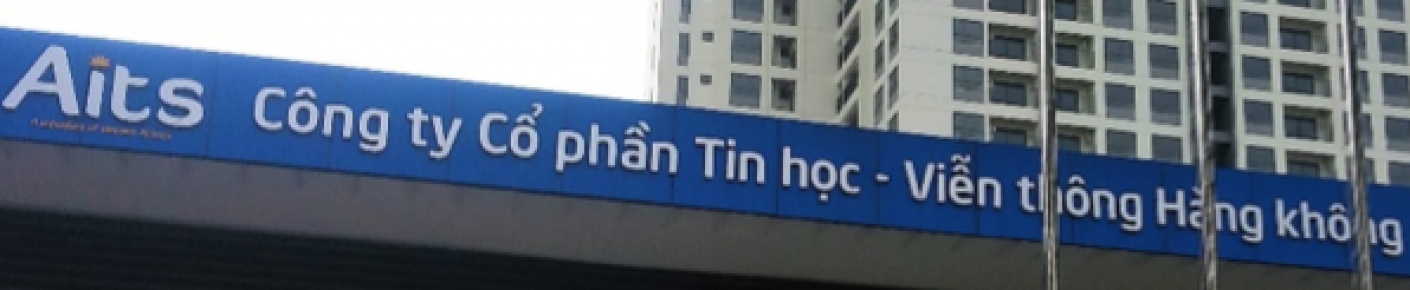 Aits
Công ty Cổ phần Tin học - Viễn thông Hàng không